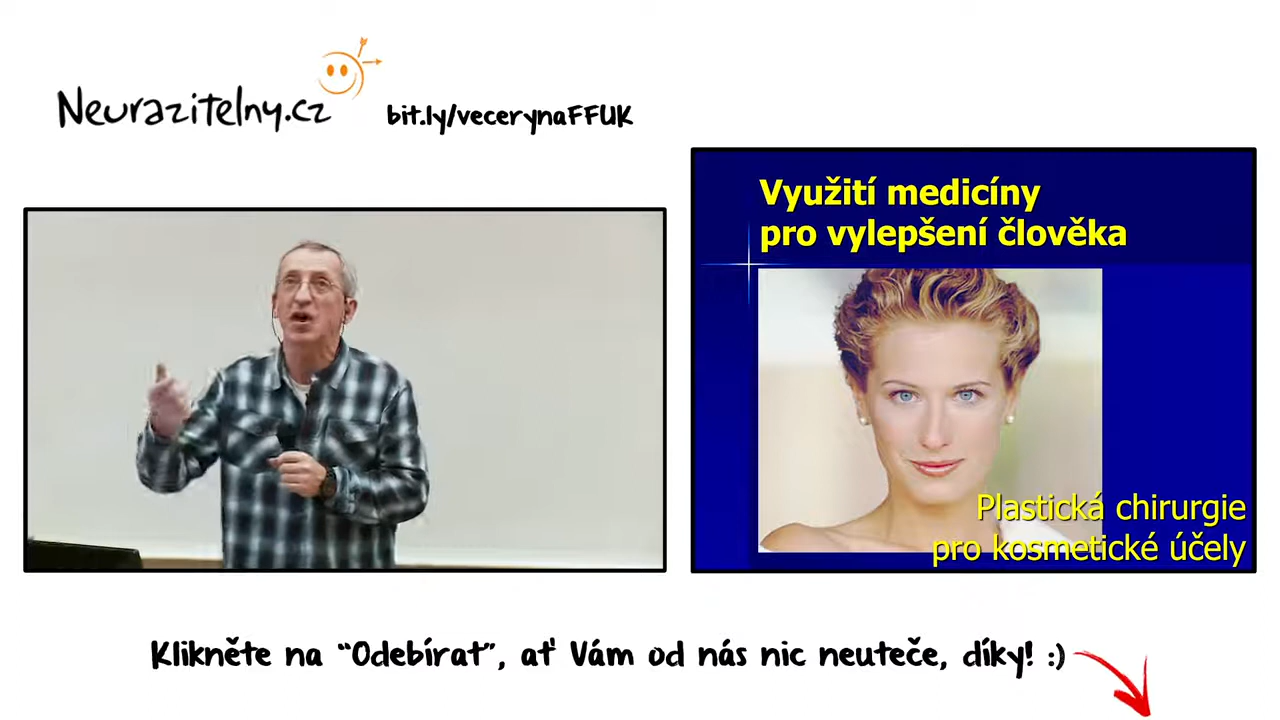 Neurazitelny.cz
bit.ly/vecerynaFFUK
Využití medicíny
pro vylepšení člověka
Plastická chirurgie
pro kosmetické účely
Klikněte na “Odebírat”, ať Vám od nás nic neuteče, díky! :)